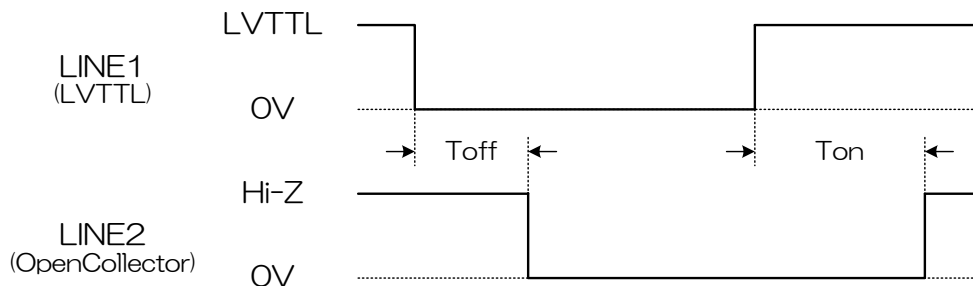 LVTTL
LINE1
(LVTTL)
0V
Toff
Ton
Hi-Z
LINE2
(OpenCollector)
0V